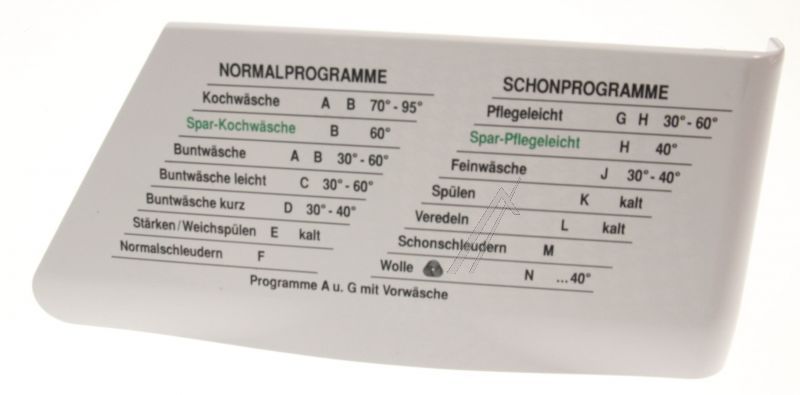 NORMALPROGRAMME
Kochwäsche A B 70°- 95°
Spar-Kochwäsche B 60°
Buntwäsche A B 30°- 60°
Buntwäsche leicht C 30°- 60°
Buntwäsche kurz D 30°- 40°
Stärken/Weichspülen E kalt
Normalschleudern F
SCHONPROGRAMME
Pflegeleicht G H 30°- 60°
Spar-Pflegeleicht H 40°
Feinwäsche J 30°- 40°
Spülen K kalt
Veredeln L kalt
Schonschleudern M
Wolle N ...40°
Programme A u. G mit Vorwäsche